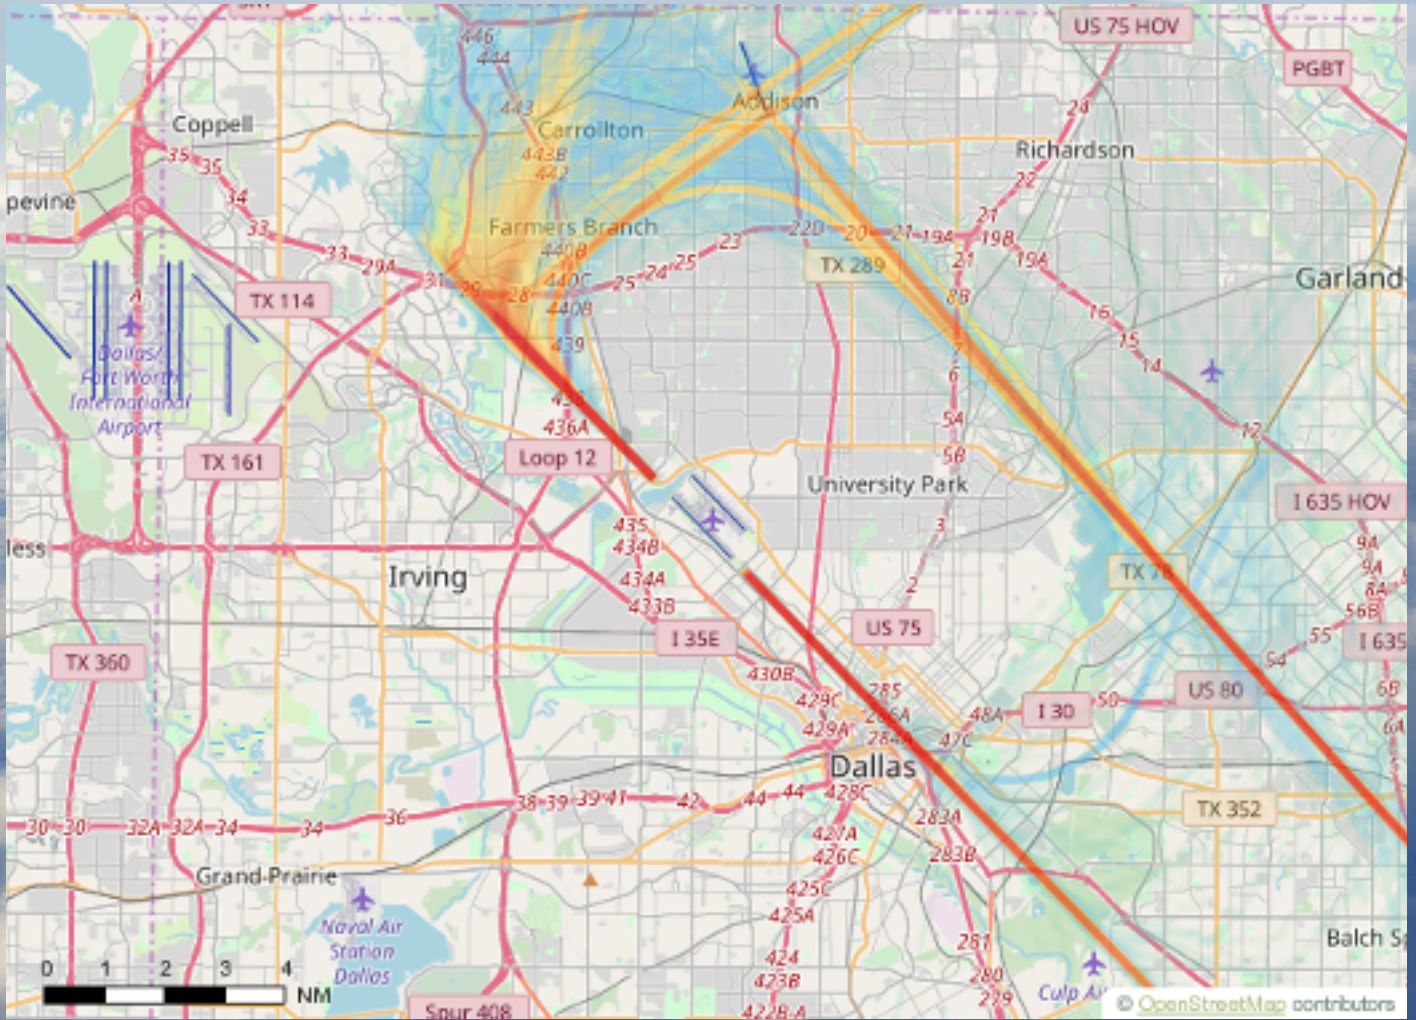 US 75 HOV
446
444
PGBT
443
Addison
24
Coppell
Carrollton
443B
442
35
35
Richardson
22
34
pevine
33
21
Farmers Branch
440B
220
20
21
19A
19B
23
33
29A
31
24
25
25
19A
TX 289
21
29
28
440C
440B
8B
Garland
A
TX 114
16
15
439
7
14
Dallas/
Fort Worth
International
Airport
6
5A
12
436A
TX 161
Loop 12
5B
University Park
I 635 HOV
435
434B
3
9A
9A
less
Irving
434A
433B
2
TX 78
8A
56B
I 35E
US 75
55
I 635
TX 360
430B
54
429C
285
286A
US 80
6B
I 30
50
48A
47C
429A
284A
6A
Dallas
428C
38
39
39
41
42
44
44
TX 352
30
30
32A
32A
34
34
36
283A
427A
426C
283B
Grand Prairie
425C
425A
Naval Air
Station
Dallas
281
Balch Sp
424
423B
280
279
Culp Air
0 1 2 3 4
NM
Spur 408
422B-A
© OpenStreetMap contributors